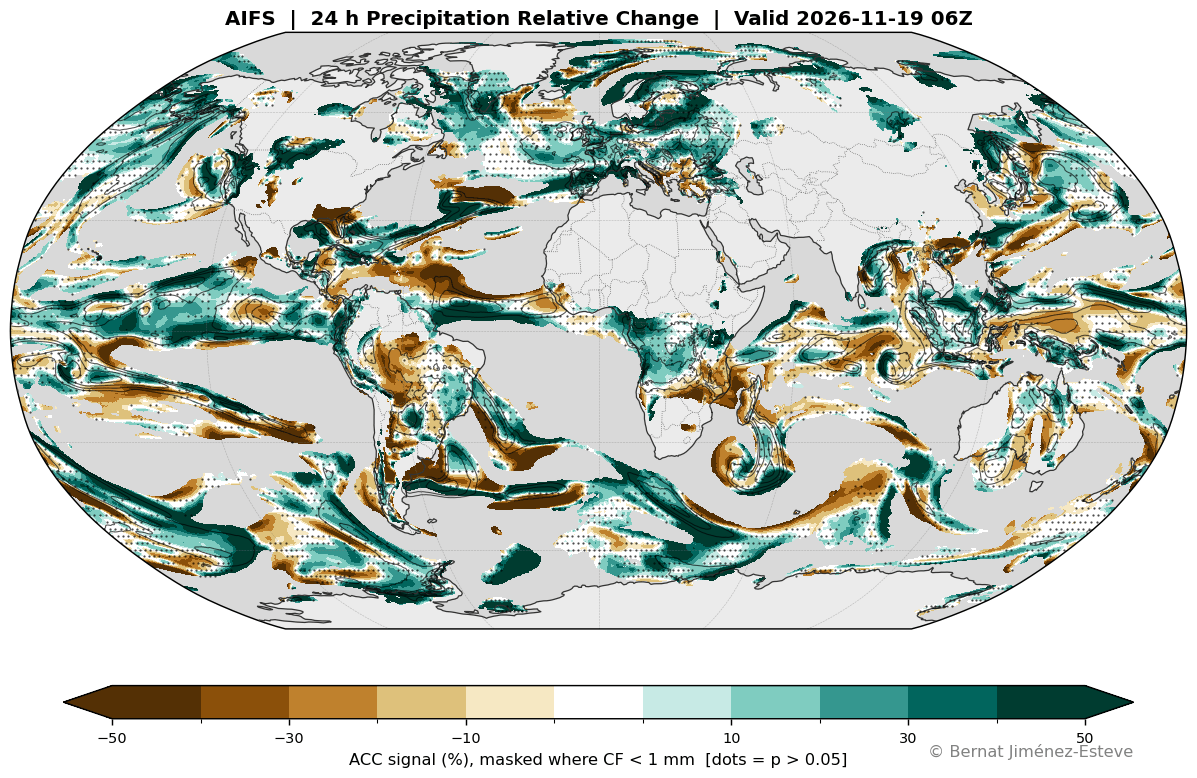 AIFS  |  24 h Precipitation Relative Change  |  Valid 2026-11-19 06Z
−50 −30 −10 10 30 50
© Bernat Jiménez-Esteve
ACC signal (%), masked where CF < 1 mm  [dots = p > 0.05]